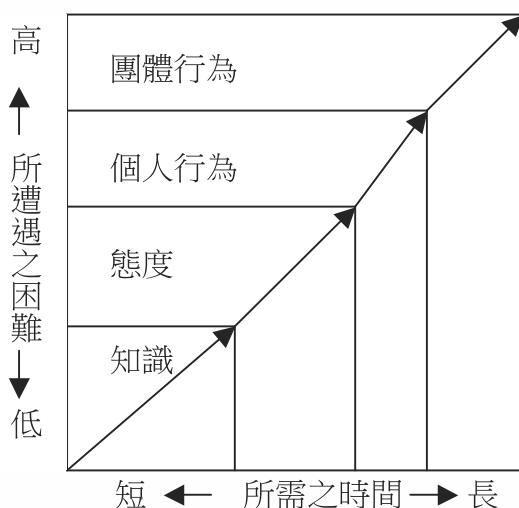 高
團體行為
個人行為
所遭遇之困難
態度
知識
低
短
所需之時間
長